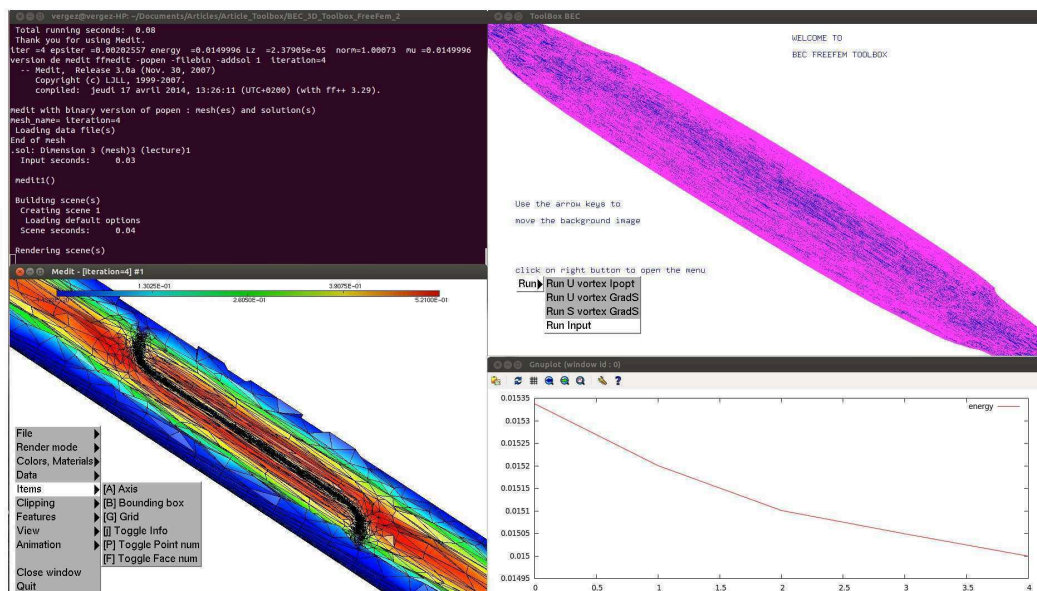 vergez@vergez-HP: ~/Documents/Articles/Article_Toolbox/BEC_3D_Toolbox_FreeFem_2
Total running seconds:  0.08
Thank you for using Medit.
iter =4 epsiter =0.00202557 energy  =0.0149996 Lz  =2.37905e-05  norm=1.00073  mu =0.0149996
version de medit ffmedit -popen -filebin -addsol 1  iteration=4
-- Medit,  Release 3.0a (Nov. 30, 2007)
Copyright (c) LJLL, 1999-2007.
compiled:  jeudi 17 avril 2014, 13:26:11 (UTC+0200) (with ff++ 3.29).
medit with binary version of popen : mesh(es) and solution(s)
mesh_name= iteration=4
Loading data file(s)
End of mesh
.sol: Dimension 3 (mesh)3 (lecture)1
Input seconds:     0.03
medit1()
Building scene(s)
Creating scene 1
Loading default options
Scene seconds:     0.04
Rendering scene(s)
ToolBox BEC
WELCOME TO
BEC FREEFEM TOOLBOX
Use the arrow keys to
move the background image
click on right button to open the menu
Run
Run U vortex Ipopt
Run U vortex GradS
Run S vortex GradS
Run Input
Medit - [iteration=4] #1
1.3025E-01 3.9075E-01
2.6050E-01 5.2100E-01
File
Render mode
Colors, Materials
Data
Items
Clipping
Features
View
Animation
Close window
Quit
[A] Axis
[B] Bounding box
[G] Grid
[j] Toggle Info
[P] Toggle Point num
[F] Toggle Face num
Gnuplot (window id : 0)
energy
0.01535
0.0153
0.01525
0.0152
0.01515
0.0151
0.01505
0.015
0.01495
0 0.5 1 1.5 2 2.5 3 3.5 4